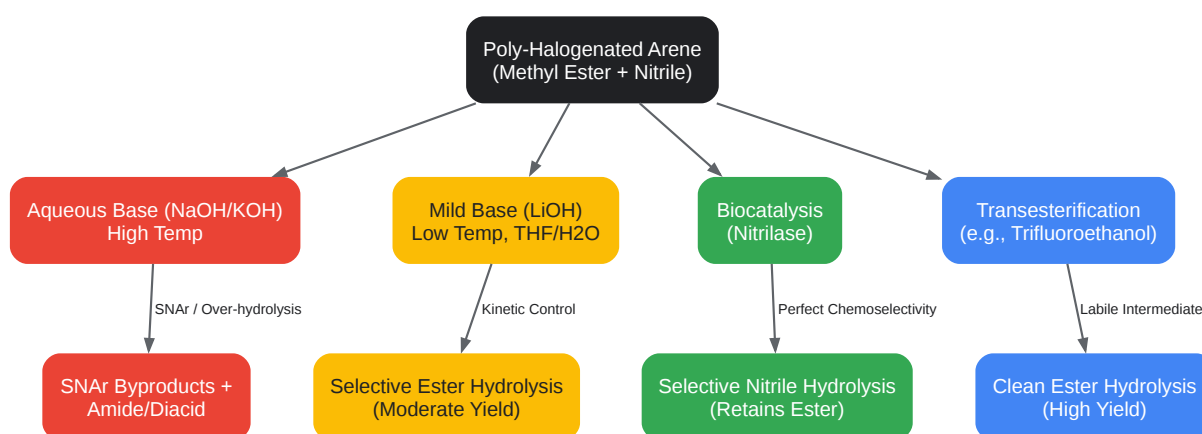 Poly-Halogenated Arene
(Methyl Ester + Nitrile)
Aqueous Base (NaOH/KOH)
High Temp
Mild Base (LiOH)
Low Temp, THF/H2O
Biocatalysis
(Nitrilase)
Transesterification
(e.g., Trifluoroethanol)
SNAr / Over-hydrolysis
Kinetic Control
Perfect Chemoselectivity
Labile Intermediate
SNAr Byproducts +
Amide/Diacid
Selective Ester Hydrolysis
(Moderate Yield)
Selective Nitrile Hydrolysis
(Retains Ester)
Clean Ester Hydrolysis
(High Yield)